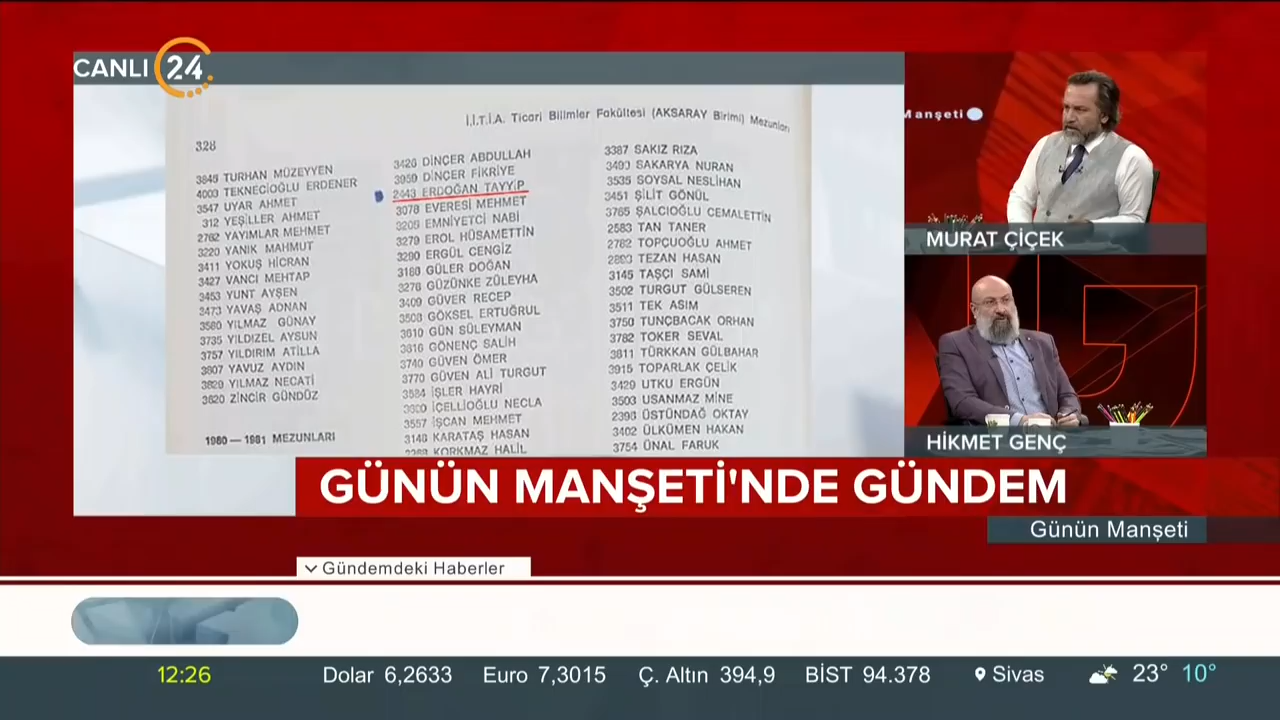 CANLI 24
328
I.İ.T.İ.A. Ticari Bilimler Fakültesi (AKSARAY Birimi) Mezunları
3845 TURHAN MÜZEYYEN
4003 TEKNECİOĞLU ERDENER
3547 UYAR AHMET
312 YEŞİLLER AHMET
2762 YAYIMLAR MEHMET
3220 YANIK MAHMUT
3411 YOKUŞ HİCRAN
3427 VANCI MEHTAP
3453 YUNT AYŞEN
3473 YAVAŞ ADNAN
3580 YILMAZ GÜNAY
3735 YILDIZEL AYSUN
3757 YILDIRIM ATİLLA
3807 YAVUZ AYDIN
3829 YILMAZ NECATİ
3820 ZİNCİR GÜNDÜZ
1980 — 1981 MEZUNLARI
3426 DİNÇER ABDULLAH
3959 DİNÇER FİKRİYE
2443 ERDOĞAN TAYYİP
3078 EVERESİ MEHMET
3205 EMNİYETCİ NABİ
3279 EROL HÜSAMETTİN
3290 ERGÜL CENGİZ
3160 GÜLER DOĞAN
3276 GÜZÜNKE ZÜLEYHA
3409 GÜVER RECEP
3508 GÖKSEL ERTUĞRUL
3610 GÜN SÜLEYMAN
3616 GÖNENÇ SALİH
3740 GÜVEN ÖMER
3770 GÜVEN ALİ TURGUT
3584 İŞLER HAYRİ
3900 İÇELLİOĞLU NECLA
3557 İŞCAN MEHMET
3148 KARATAŞ HASAN
KORKMAZ HALİL
3387 SAKIZ RIZA
3490 SAKARYA NURAN
3535 SOYSAL NESLİHAN
3451 ŞİLİT GÖNÜL
3765 ŞALCIOĞLU CEMALETTİN
2583 TAN TANER
2782 TOPÇUOĞLU AHMET
2893 TEZAN HASAN
3145 TAŞÇI SAMİ
3502 TURGUT GÜLSEREN
3511 TEK ASIM
3750 TUNÇBACAK ORHAN
3782 TOKER SEVAL
3811 TÜRKKAN GÜLBAHAR
3915 TOPARLAK ÇELİK
3429 UTKU ERGÜN
3503 USANMAZ MİNE
2398 ÜSTÜNDAĞ OKTAY
3402 ÜLKÜMEN HAKAN
3754 ÜNAL FARUK
Manşeti
MURAT ÇİÇEK
HİKMET GENÇ
GÜNÜN MANŞETİ'NDE GÜNDEM
Günün Manşeti
Gündemdeki Haberler
12:26 Dolar 6,2633 Euro 7,3015 Ç. Altın 394,9 BİST 94.378 Sivas 23° 10°